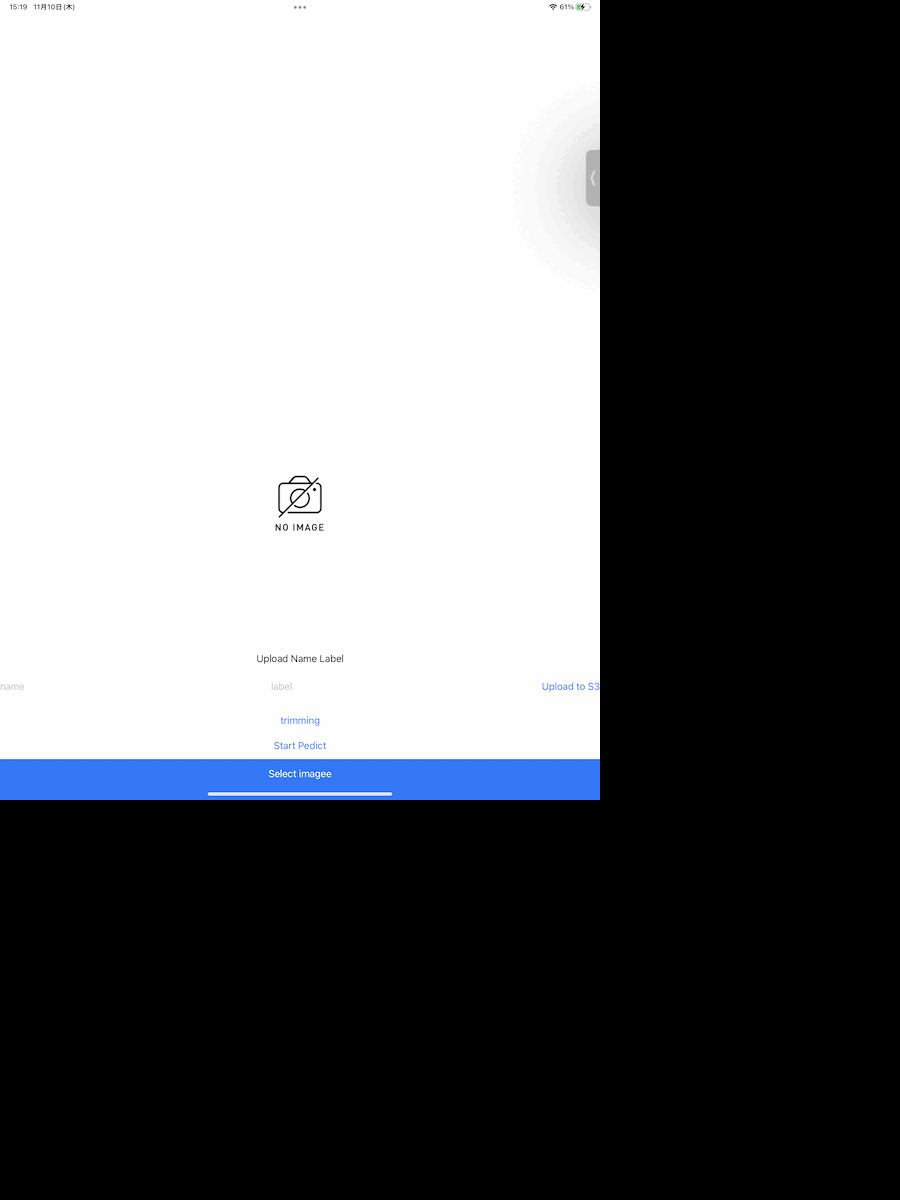 15:19 11月10日(木) 61%
NO IMAGE
Upload Name Label
name label Upload to S3
trimming
Start Pedict
Select imagee